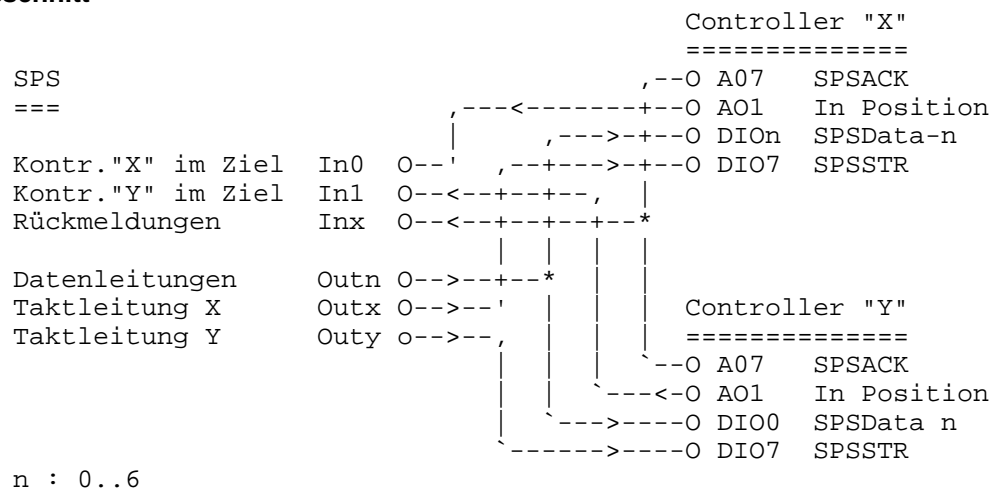 Controller "X"
==============
SPS ,--O A07 SPSACK
=== ,---<-------+--O AO1 In Position
| ,--->-+--O DIOn SPSData-n
Kontr."X" im Ziel In0 O--' ,--+--->-+--O DIO7 SPSSTR
Kontr."Y" im Ziel In1 O--<--+--+--, |
Rückmeldungen Inx O--<--+--+--+--*
| | | |
Datenleitungen Outn O-->--+--* | |
Taktleitung X Outx O-->--' | | | Controller "Y"
Taktleitung Y Outy o-->--, | | | ==============
| | | `--O A07 SPSACK
| | `---<-O AO1 In Position
| `--->----O DIO0 SPSData n
`------>----O DIO7 SPSSTR
n : 0..6